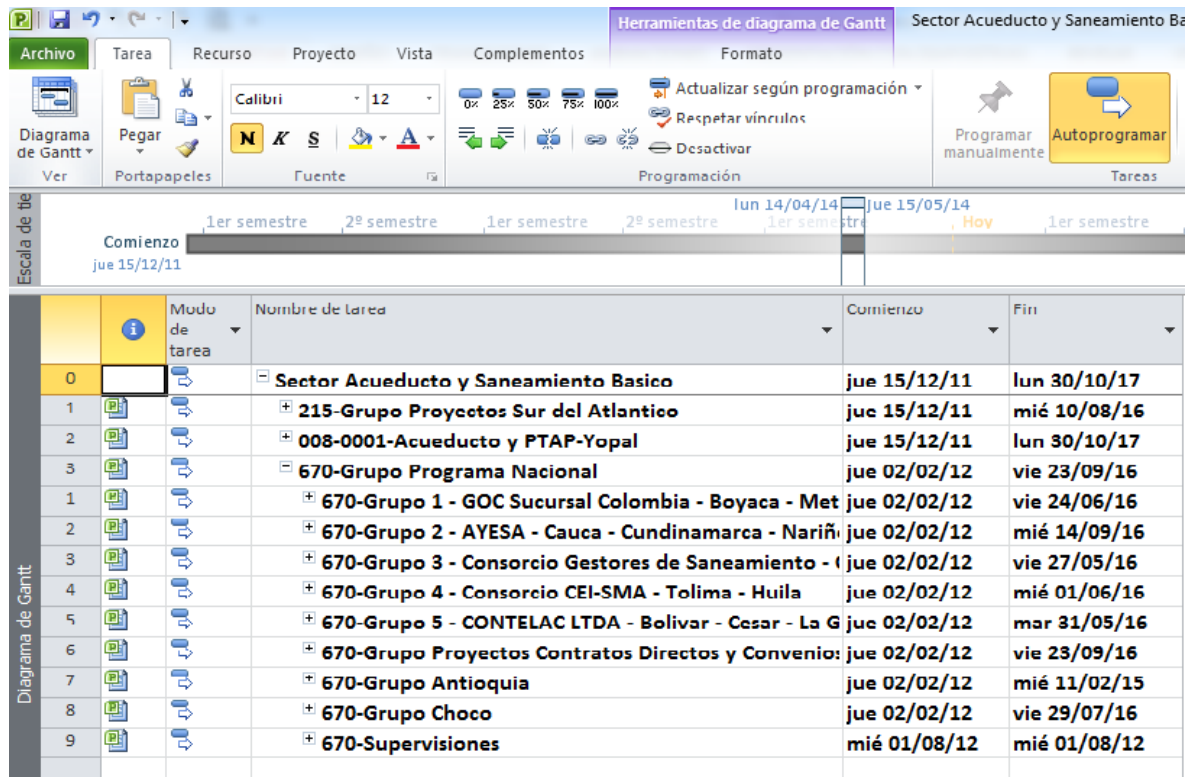 Herramientas de diagrama de Gantt Sector Acueducto y Saneamiento Ba
Archivo Tarea Recurso Proyecto Vista Complementos Formato
Calibri 12 0% 25% 50% 75% 100% Actualizar según programación
Respetar vínculos
Diagrama de Gantt Pegar N K S Desactivar Programar manualmente Autoprogramar
Ver Portapapeles Fuente Programación Tareas
Escala de tie
lun 14/04/14 jue 15/05/14
1er semestre 2º semestre 1er semestre 2º semestre 1er semestre Hoy 1er semestre
Comienzo
jue 15/12/11
Modo de tarea Nombre de tarea Comienzo Fin
0 Sector Acueducto y Saneamiento Basico jue 15/12/11 lun 30/10/17
1 215-Grupo Proyectos Sur del Atlantico jue 15/12/11 mié 10/08/16
2 008-0001-Acueducto y PTAP-Yopal jue 15/12/11 lun 30/10/17
3 670-Grupo Programa Nacional jue 02/02/12 vie 23/09/16
1 670-Grupo 1 - GOC Sucursal Colombia - Boyaca - Met jue 02/02/12 vie 24/06/16
2 670-Grupo 2 - AYESA - Cauca - Cundinamarca - Nariñ jue 02/02/12 mié 14/09/16
3 670-Grupo 3 - Consorcio Gestores de Saneamiento - jue 02/02/12 vie 27/05/16
4 670-Grupo 4 - Consorcio CEI-SMA - Tolima - Huila jue 02/02/12 mié 01/06/16
5 670-Grupo 5 - CONTELAC LTDA - Bolivar - Cesar - La G jue 02/02/12 mar 31/05/16
6 670-Grupo Proyectos Contratos Directos y Convenios jue 02/02/12 vie 23/09/16
7 670-Grupo Antioquia jue 02/02/12 mié 11/02/15
8 670-Grupo Choco jue 02/02/12 vie 29/07/16
9 670-Supervisiones mié 01/08/12 mié 01/08/12
Diagrama de Gantt